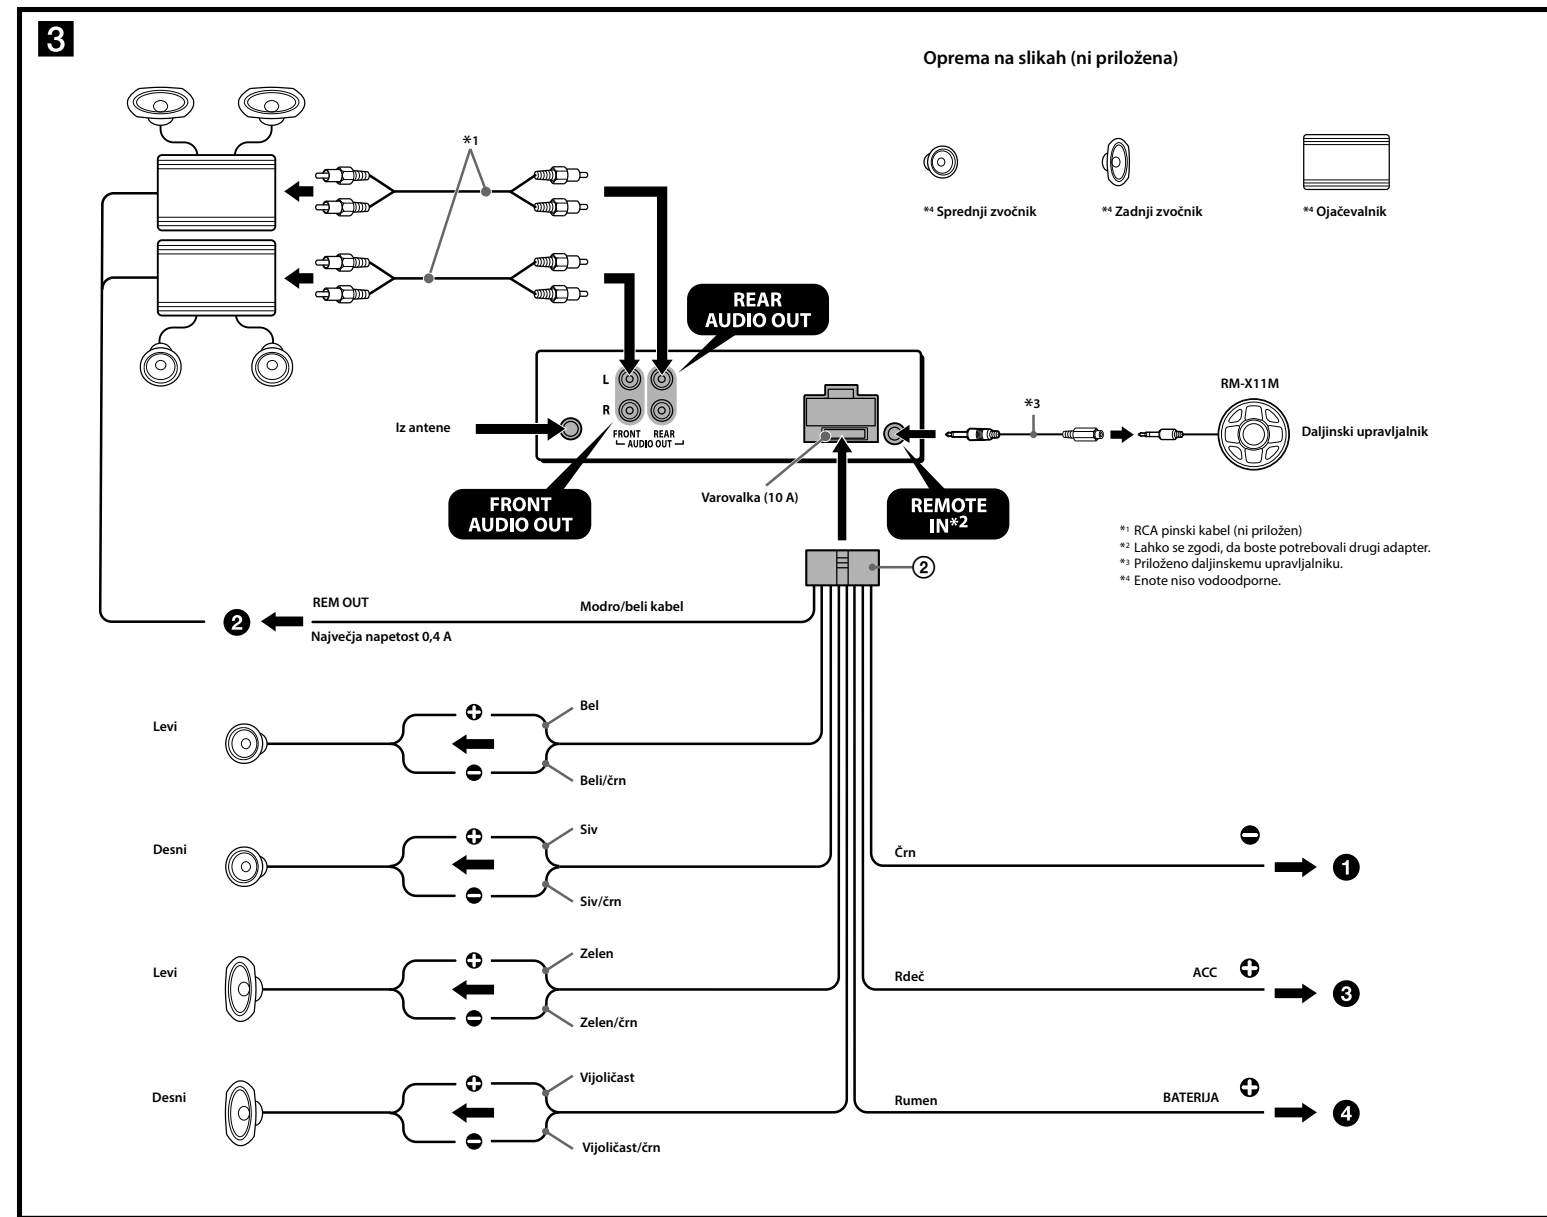 3
Oprema na slikah (ni priložena)
*1
*4 Sprednji zvočnik
*4 Zadnji zvočnik
*4 Ojačevalnik
REAR
AUDIO OUT
L
R
FRONT REAR
AUDIO OUT
Iz antene
RM-X11M
*3
Daljinski upravljalnik
Varovalka (10 A)
FRONT
AUDIO OUT
REMOTE
IN*2
*1 RCA pinski kabel (ni priložen)
*2 Lahko se zgodi, da boste potrebovali drugi adapter.
*3 Priloženo daljinskemu upravljalniku.
*4 Enote niso vodoodporne.
2
REM OUT
Modro/beli kabel
2
Največja napetost 0,4 A
Levi
Bel
Beli/črn
Desni
Siv
Siv/črn
Črn
1
Levi
Zelen
Zelen/črn
Rdeč
ACC
3
Desni
Vijoličast
Vijoličast/črn
Rumen
BATERIJA
4